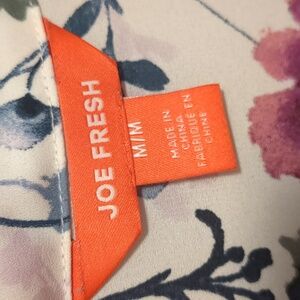 JOE FRESH
M/M
MADE IN
CHINA
FABRIQUÉ EN
CHINE